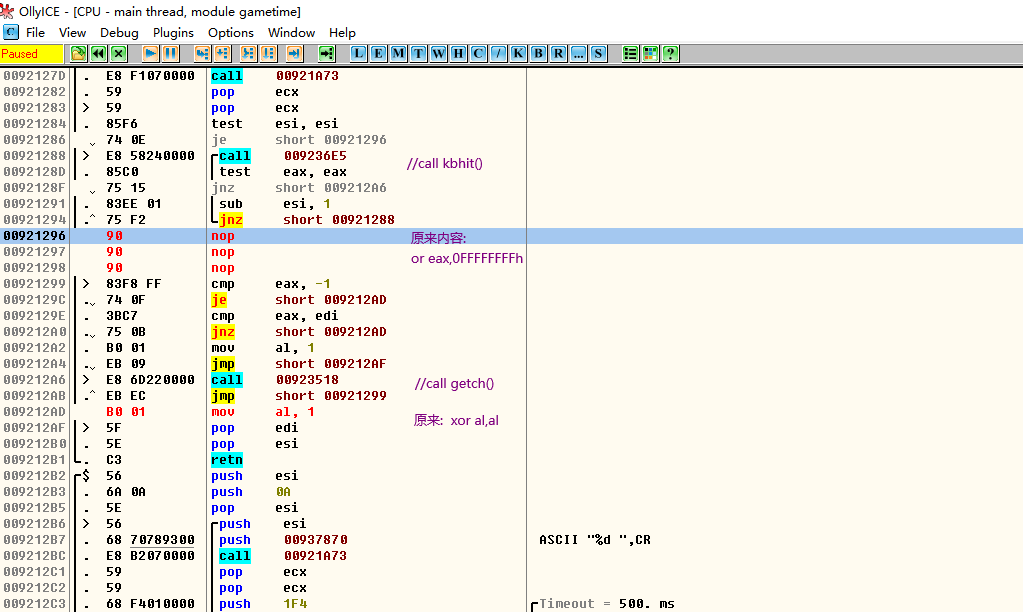 OllyICE - [CPU - main thread, module gametime]
C File View Debug Plugins Options Window Help
Paused L E M T W H C / K B R ... S ?
0092127D . E8 F1070000 call 00921A73
00921282 . 59 pop ecx
00921283 > 59 pop ecx
00921284 . 85F6 test esi, esi
00921286 74 0E je short 00921296
00921288 > E8 58240000 call 009236E5 //call kbhit()
0092128D . 85C0 test eax, eax
0092128F 75 15 jnz short 009212A6
00921291 . 83EE 01 sub esi, 1
00921294 .^ 75 F2 jnz short 00921288
00921296 90 nop 原来内容:
00921297 90 nop or eax,0FFFFFFFFh
00921298 90 nop
00921299 > 83F8 FF cmp eax, -1
0092129C . 74 0F je short 009212AD
0092129E . 3BC7 cmp eax, edi
009212A0 . 75 0B jnz short 009212AD
009212A2 . B0 01 mov al, 1
009212A4 . EB 09 jmp short 009212AF
009212A6 > E8 6D220000 call 00923518 //call getch()
009212AB .^ EB EC jmp short 00921299
009212AD B0 01 mov al, 1 原来: xor al,al
009212AF > 5F pop edi
009212B0 . 5E pop esi
009212B1 . C3 retn
009212B2 $ 56 push esi
009212B3 . 6A 0A push 0A
009212B5 . 5E pop esi
009212B6 > 56 push esi
009212B7 . 68 70789300 push 00937870 ASCII "%d ",CR
009212BC . E8 B2070000 call 00921A73
009212C1 . 59 pop ecx
009212C2 . 59 pop ecx
009212C3 . 68 F4010000 push 1F4 Timeout = 500. ms